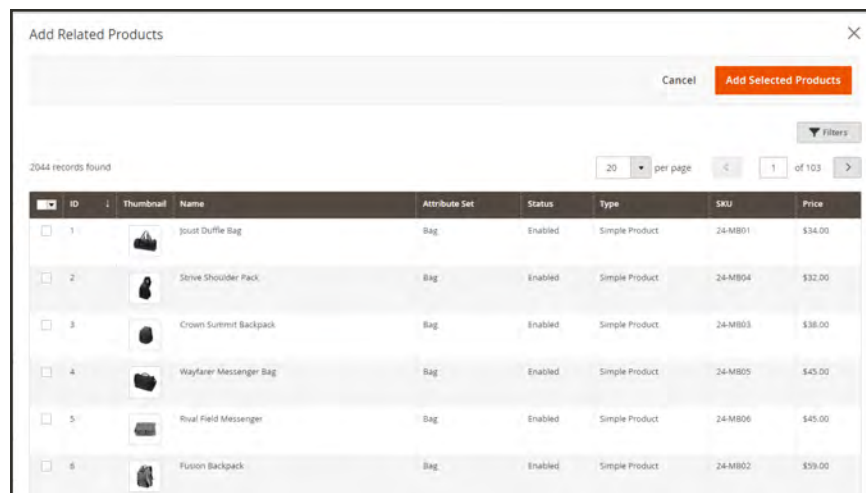 Add Related Products
Cancel Add Selected Products
Filters
2044 records found 20 per page 1 of 103
ID Thumbnail Name Attribute Set Status Type SKU Price
1 Joust Duffle Bag Bag Enabled Simple Product 24-MB01 $34.00
2 Strive Shoulder Pack Bag Enabled Simple Product 24-MB04 $32.00
3 Crown Summit Backpack Bag Enabled Simple Product 24-MB03 $38.00
4 Wayfarer Messenger Bag Bag Enabled Simple Product 24-MB05 $45.00
5 Rival Field Messenger Bag Enabled Simple Product 24-MB06 $45.00
6 Fusion Backpack Bag Enabled Simple Product 24-MB02 $59.00